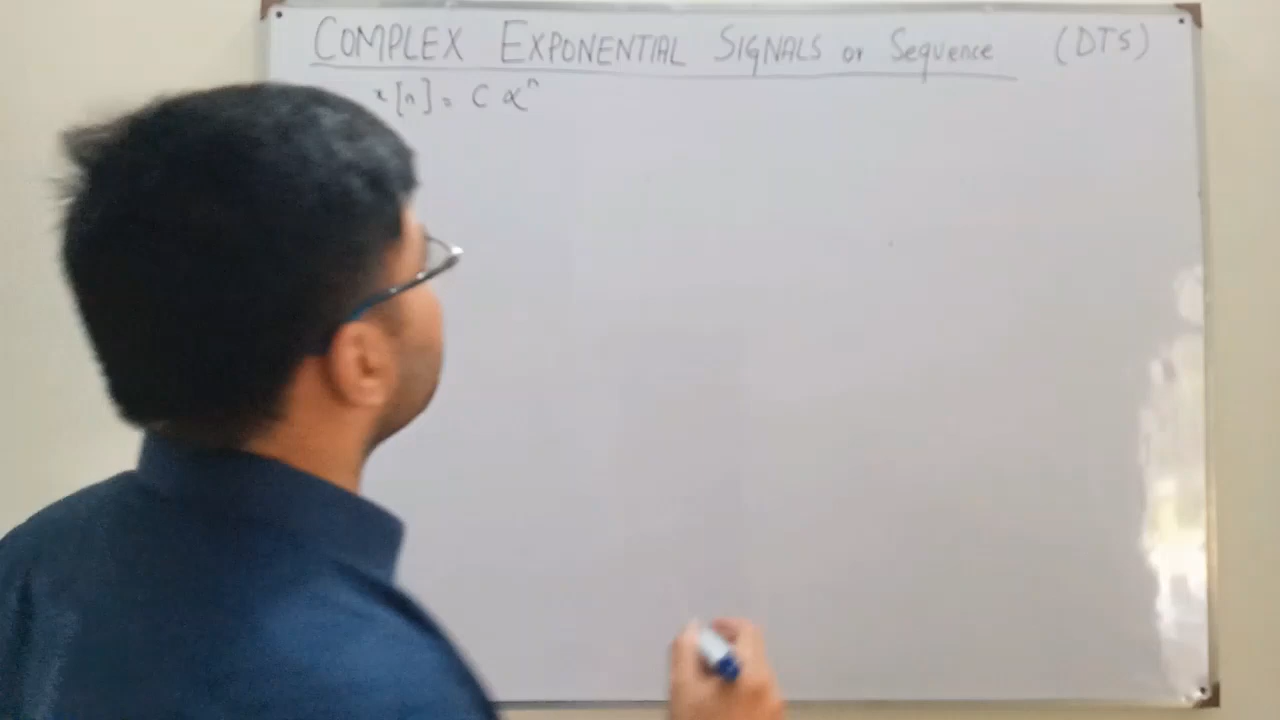 COMPLEX EXPONENTIAL SIGNALS or Sequence (DTS)
x[n] = C α^n